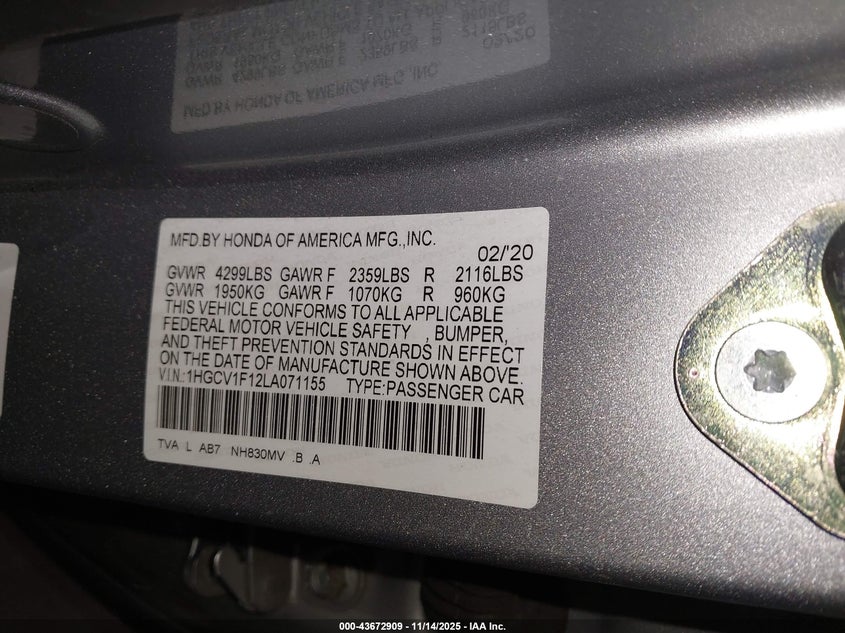 MFD.BY HONDA OF AMERICA MFG.,INC.
02/'20
GVWR 4299LBS GAWR F 2359LBS R 2116LBS
GVWR 1950KG GAWR F 1070KG R 960KG
THIS VEHICLE CONFORMS TO ALL APPLICABLE
FEDERAL MOTOR VEHICLE SAFETY , BUMPER,
AND THEFT PREVENTION STANDARDS IN EFFECT
ON THE DATE OF MANUFACTURE SHOWN ABOVE.
V.I.N.:1HGCV1F12LA071155 TYPE:PASSENGER CAR
TVA L AB7 NH830MV .B .A
000-43672909 - 11/14/2025 - IAA Inc.